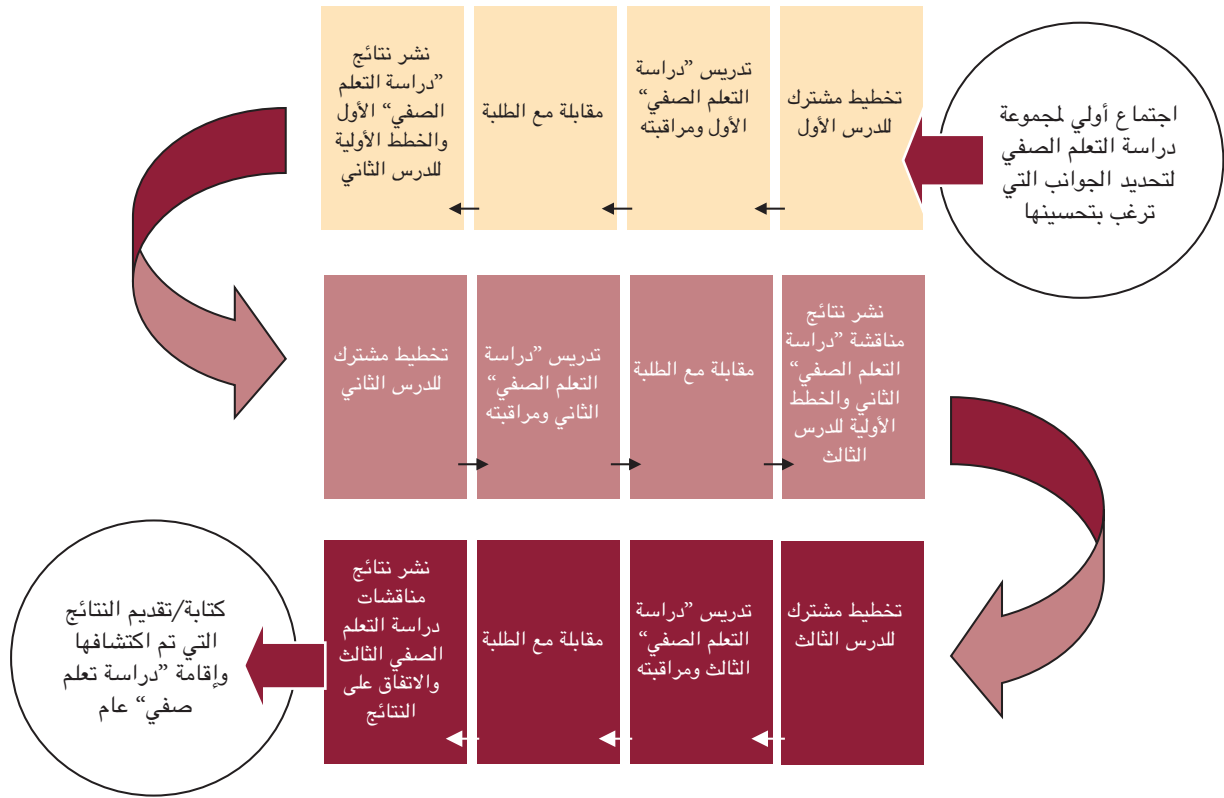 اجتماع أولي لمجموعة
دراسة التعلم الصفي
لتحديد الجوانب التي
ترغب بتحسينها
تخطيط مشترك
للدرس الأول
تدريس ”دراسة
التعلم الصفي“
الأول ومراقبته
مقابلة مع الطلبة
نشر نتائج
”دراسة التعلم
الصفي“ الأول
والخطط الأولية
للدرس الثاني
تخطيط مشترك
للدرس الثاني
تدريس ”دراسة
التعلم الصفي“
الثاني ومراقبته
مقابلة مع الطلبة
نشر نتائج
مناقشة ”دراسة
التعلم الصفي“
الثاني والخطط
الأولية للدرس
الثالث
تخطيط مشترك
للدرس الثالث
تدريس ”دراسة
التعلم الصفي“
الثالث ومراقبته
مقابلة مع الطلبة
نشر نتائج
مناقشات
دراسة التعلم
الصفي الثالث
والاتفاق على
النتائج
كتابة/تقديم النتائج
التي تم اكتشافها
وإقامة ”دراسة تعلم
صفي“ عام